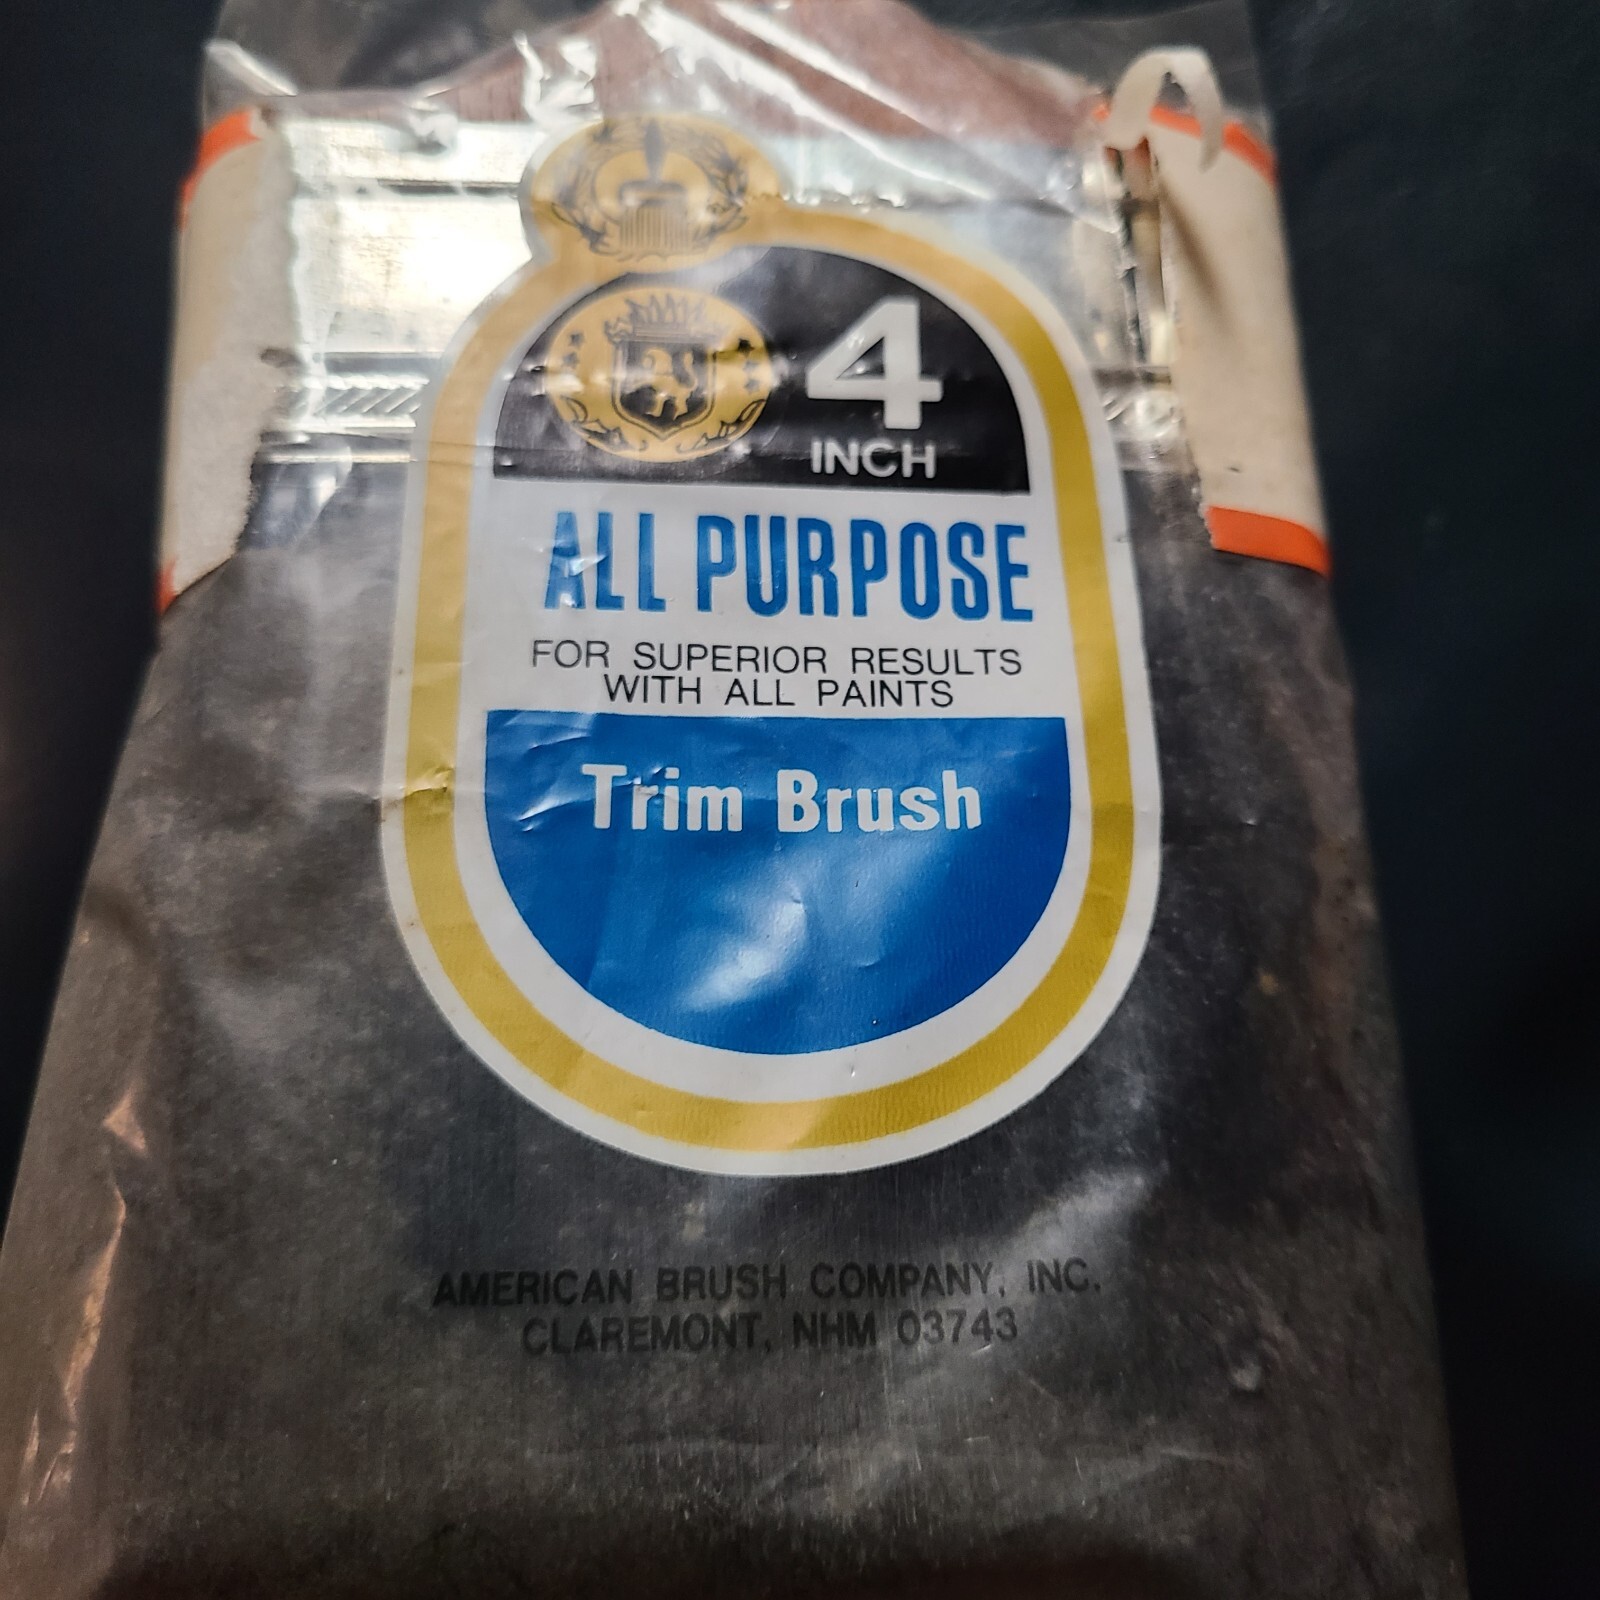 4
INCH
ALL PURPOSE
FOR SUPERIOR RESULTS
WITH ALL PAINTS
Trim Brush
AMERICAN BRUSH COMPANY, INC.
CLAREMONT, NHM 03743